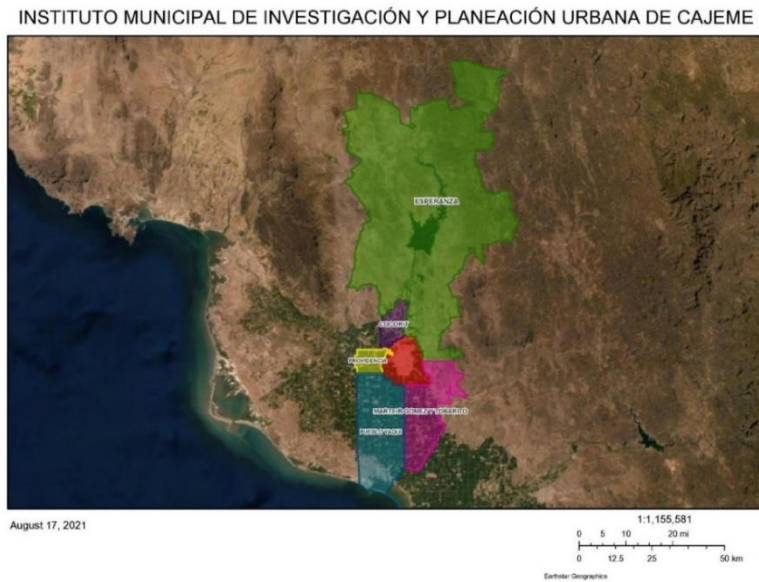 INSTITUTO MUNICIPAL DE INVESTIGACIÓN Y PLANEACIÓN URBANA DE CAJEME
ESPERANZA
COCORIT
PROVIDENCIA
MARTE R. GOMEZ Y TOBARITO
PUEBLO YAQUI
August 17, 2021
1:1,155,581
0 5 10 20 mi
0 12.5 25 50 km
Earthstar Geographics